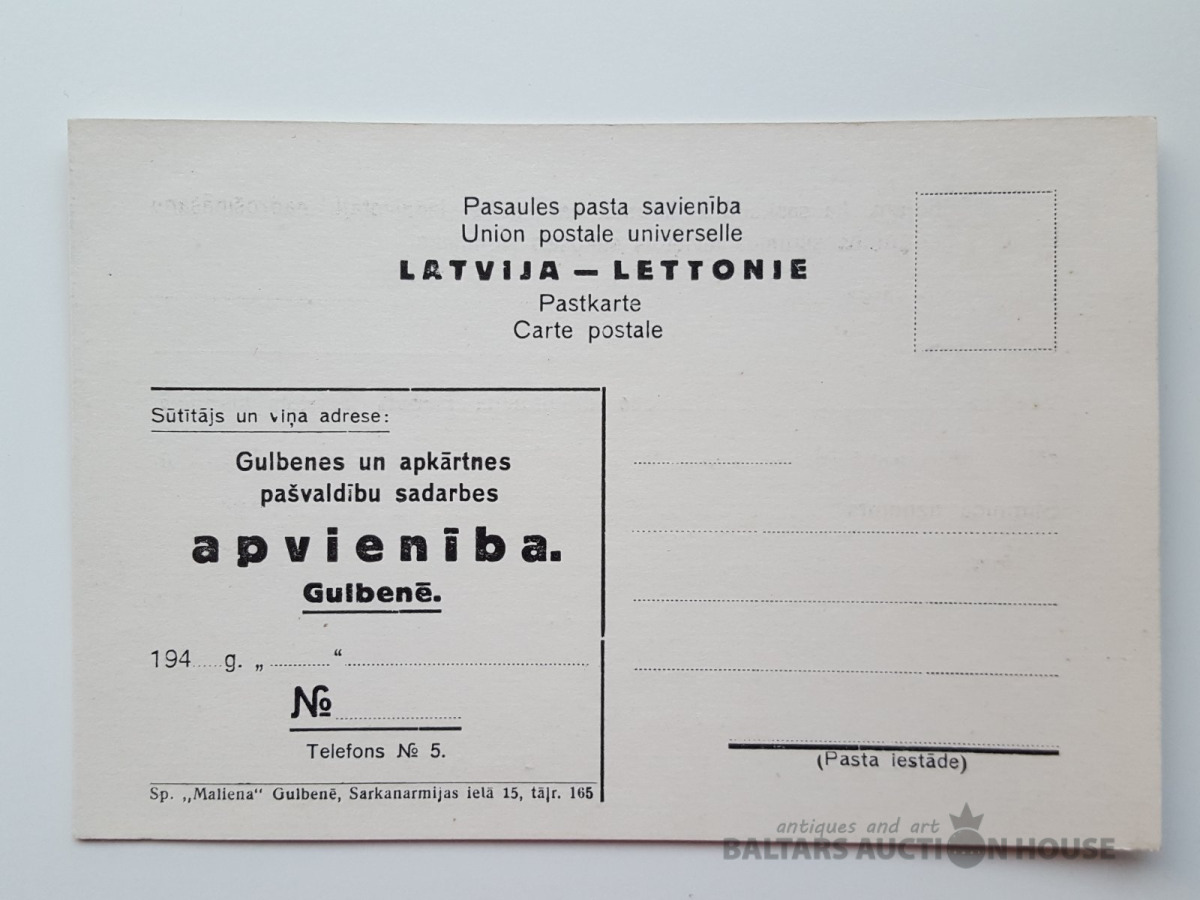 Pasaules pasta savienība
Union postale universelle
LATVIJA — LETTONIE
Pastkarte
Carte postale
Sūtītājs un viņa adrese:
Gulbenes un apkārtnes
pašvaldību sadarbes
apvienība.
Gulbenē.
194..... g. „ .......... “ ..........
№ ..........
Telefons № 5.
Sp. „Maliena“ Gulbenē, Sarkanarmijas ielā 15, tāļr. 165
(Pasta iestāde)
antiques and art
BALTARS AUCTION HOUSE